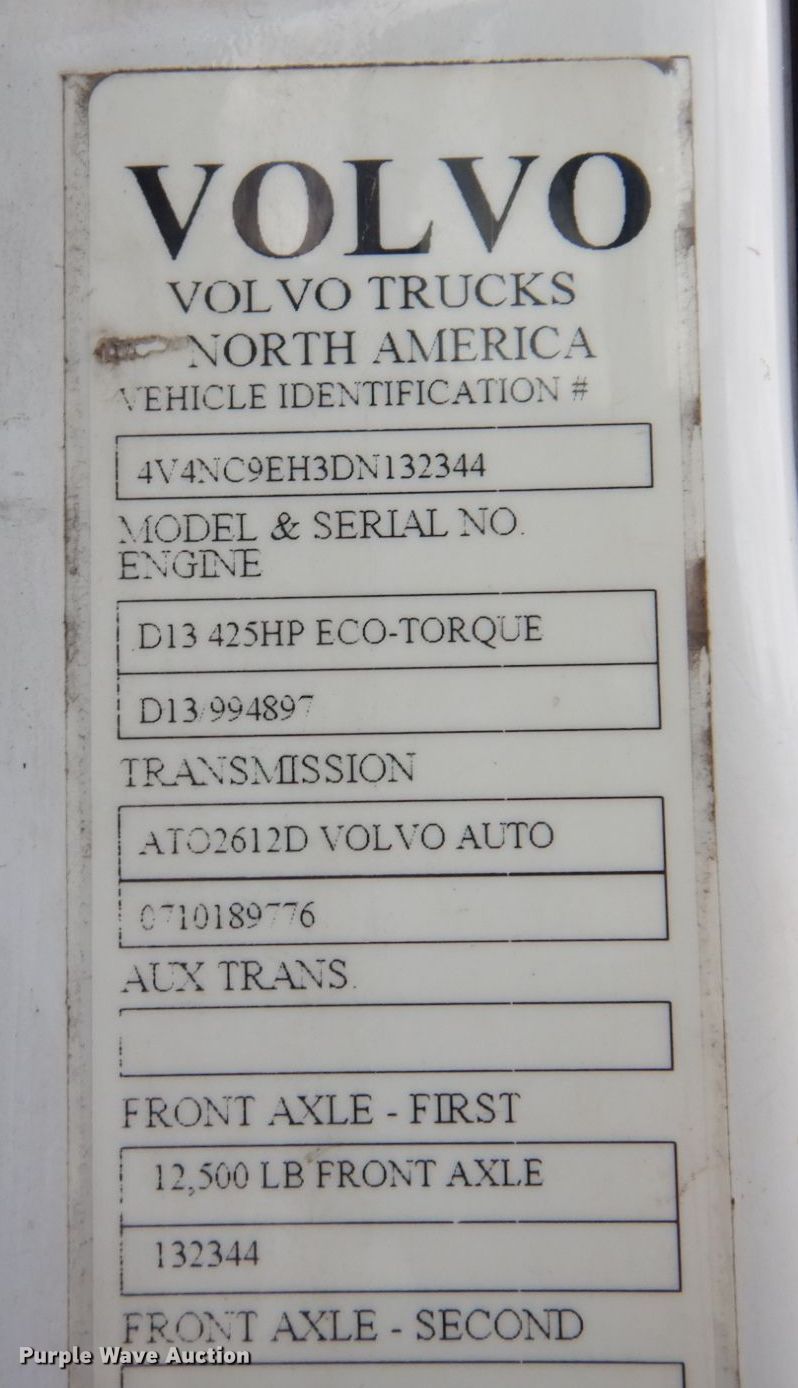 VOLVO
VOLVO TRUCKS
NORTH AMERICA
VEHICLE IDENTIFICATION #
4V4NC9EH3DN132344
MODEL & SERIAL NO.
ENGINE
D13 425HP ECO-TORQUE
D13/994897
TRANSMISSION
ATO2612D VOLVO AUTO
0710189776
AUX TRANS.
FRONT AXLE - FIRST
12,500 LB FRONT AXLE
132344
FRONT AXLE - SECOND
Purple Wave Auction